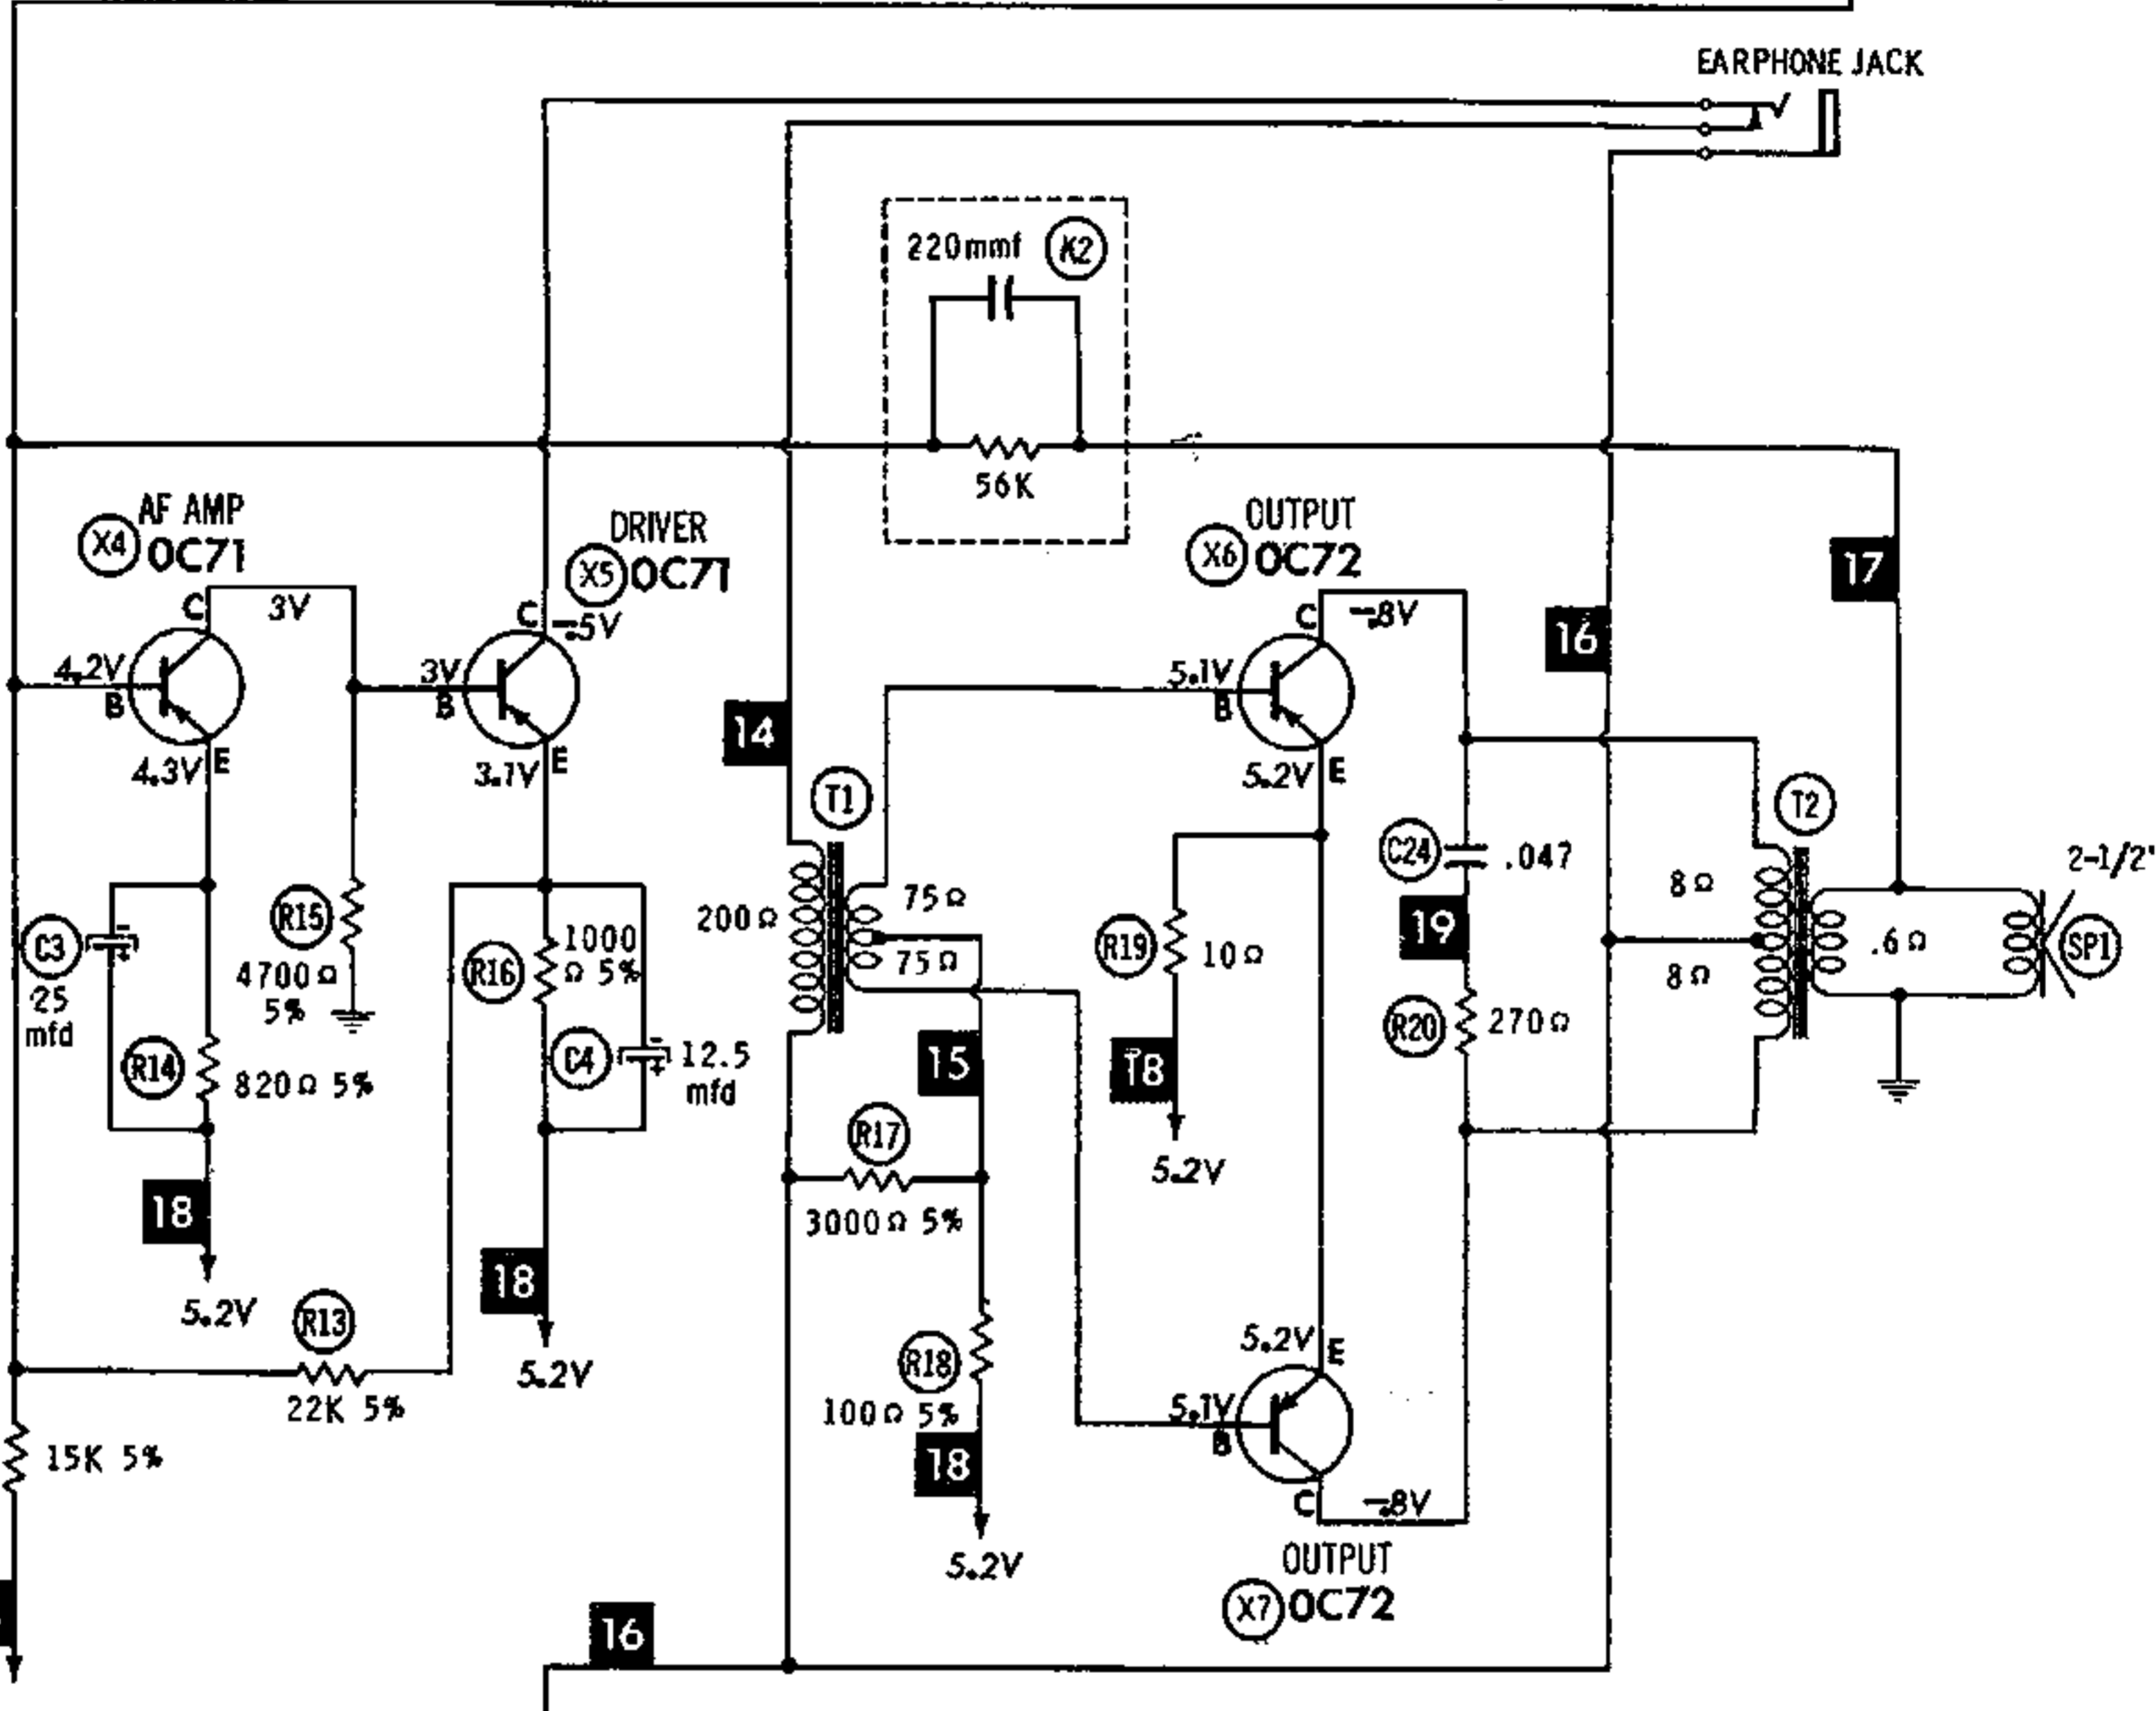 EARPHONE JACK
220mmf
K2
56K
AF AMP
X4
OC71
DRIVER
X5
OC71
OUTPUT
X6
OC72
17
16
C
3V
C
-.5V
C
-.8V
4.2V
B
3V
B
5.1V
B
14
4.3V
E
3.1V
E
5.2V
E
T1
T2
C24
.047
2-1/2"
R15
4700Ω
5%
200Ω
75Ω
75Ω
8Ω
8Ω
19
C3
25
mfd
R16
1000
Ω 5%
R19
10Ω
.6Ω
SP1
R20
270Ω
R14
820Ω 5%
C4
12.5
mfd
15
18
5.2V
R17
3000Ω 5%
18
5.2V
R13
22K 5%
18
5.2V
R18
100Ω 5%
18
5.2V
15K 5%
5.2V
E
5.1V
B
C
-.8V
OUTPUT
X7
OC72
16